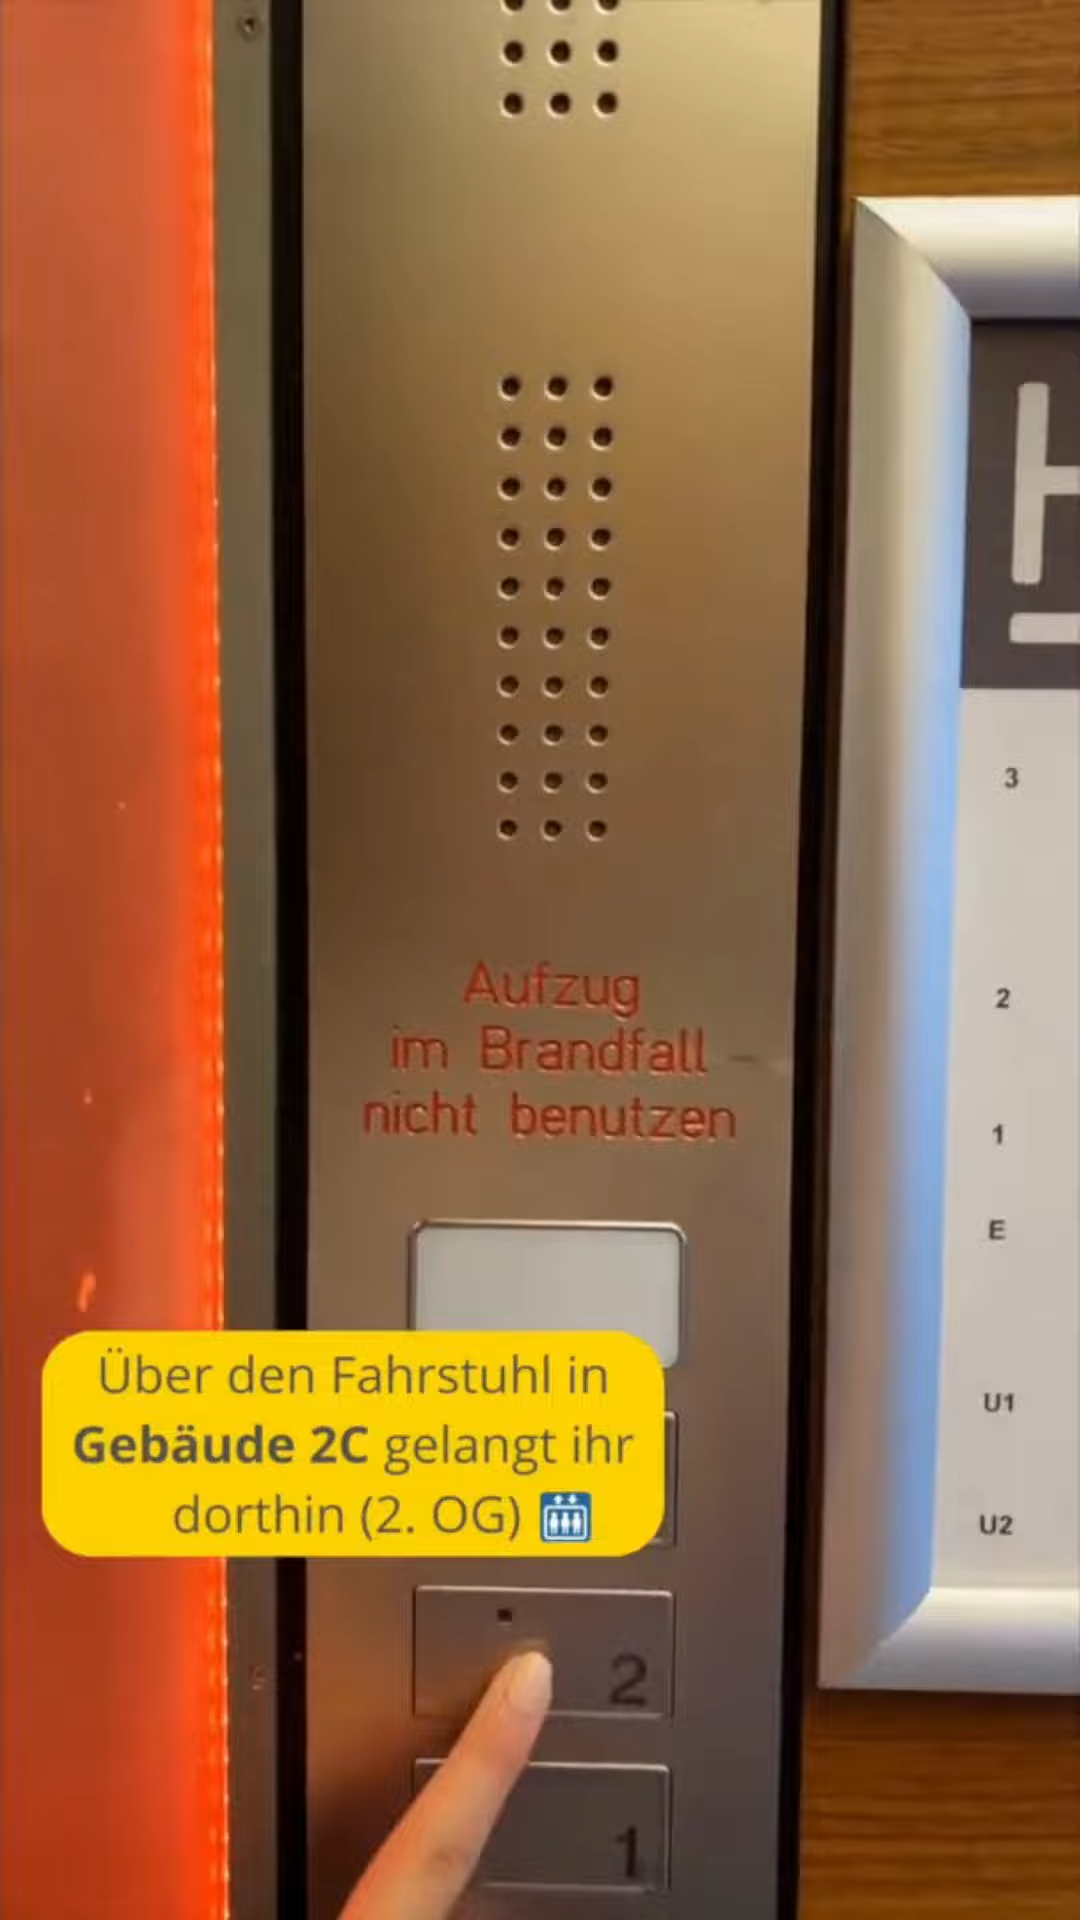 H
3
Aufzug
im Brandfall
nicht benutzen
2
1
E
U1
U2
Über den Fahrstuhl in
Gebäude 2C gelangt ihr
dorthin (2. OG)
2
1